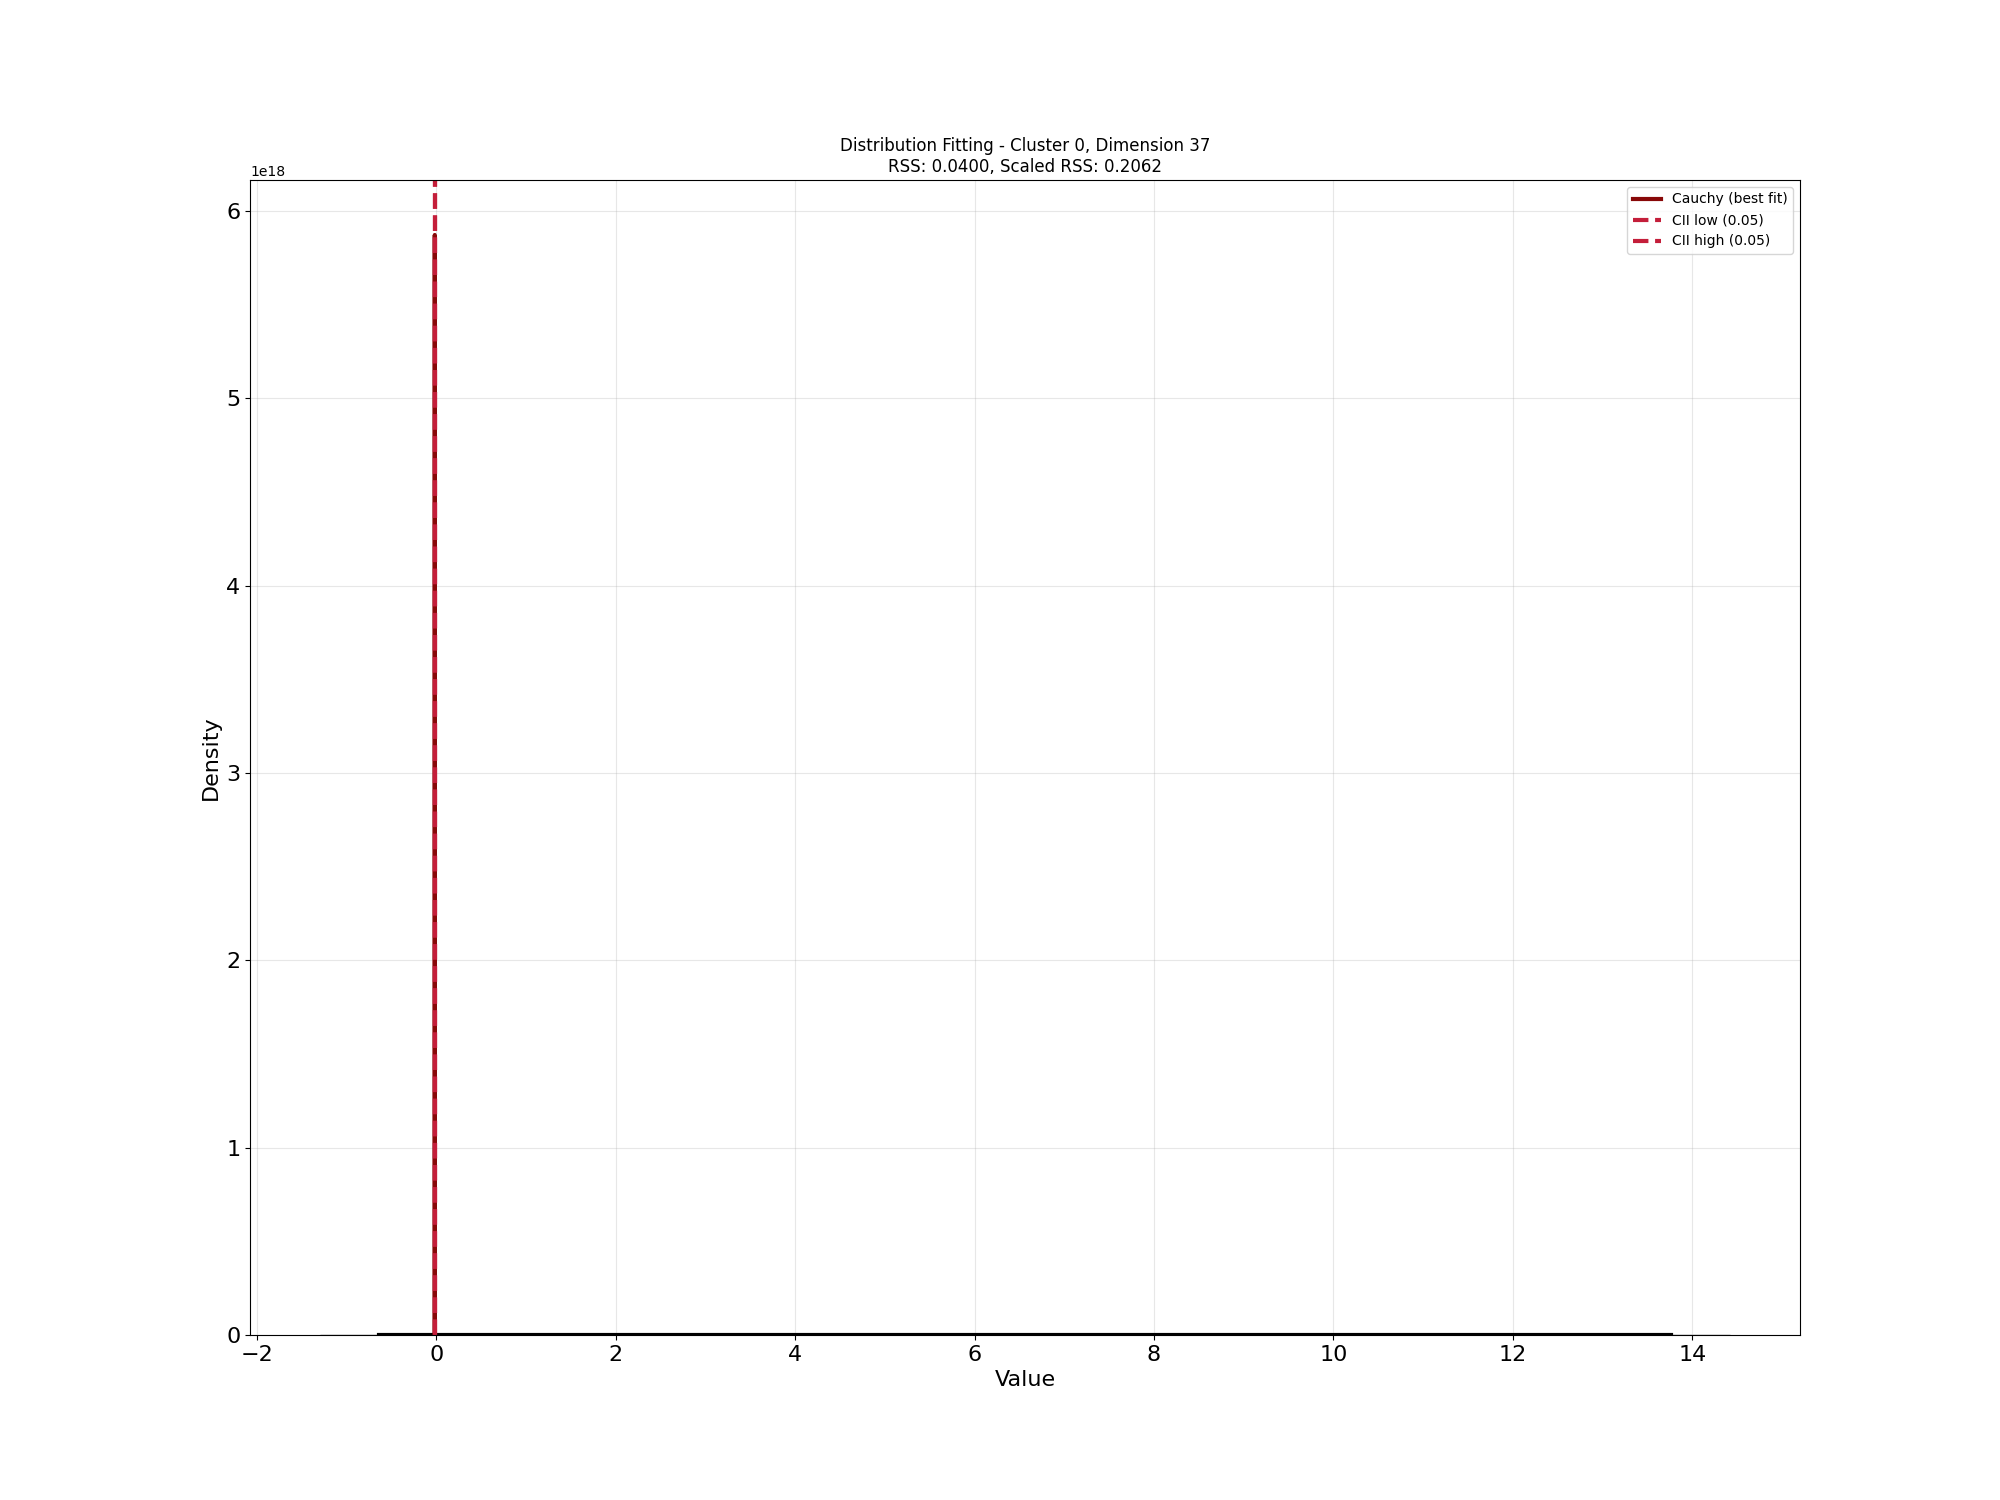 Distribution Fitting - Cluster 0, Dimension 37
RSS: 0.0400, Scaled RSS: 0.2062
1e18
Cauchy (best fit)
CII low (0.05)
CII high (0.05)
6
5
4
3
2
1
0
Density
−2
0
2
4
6
8
10
12
14
Value